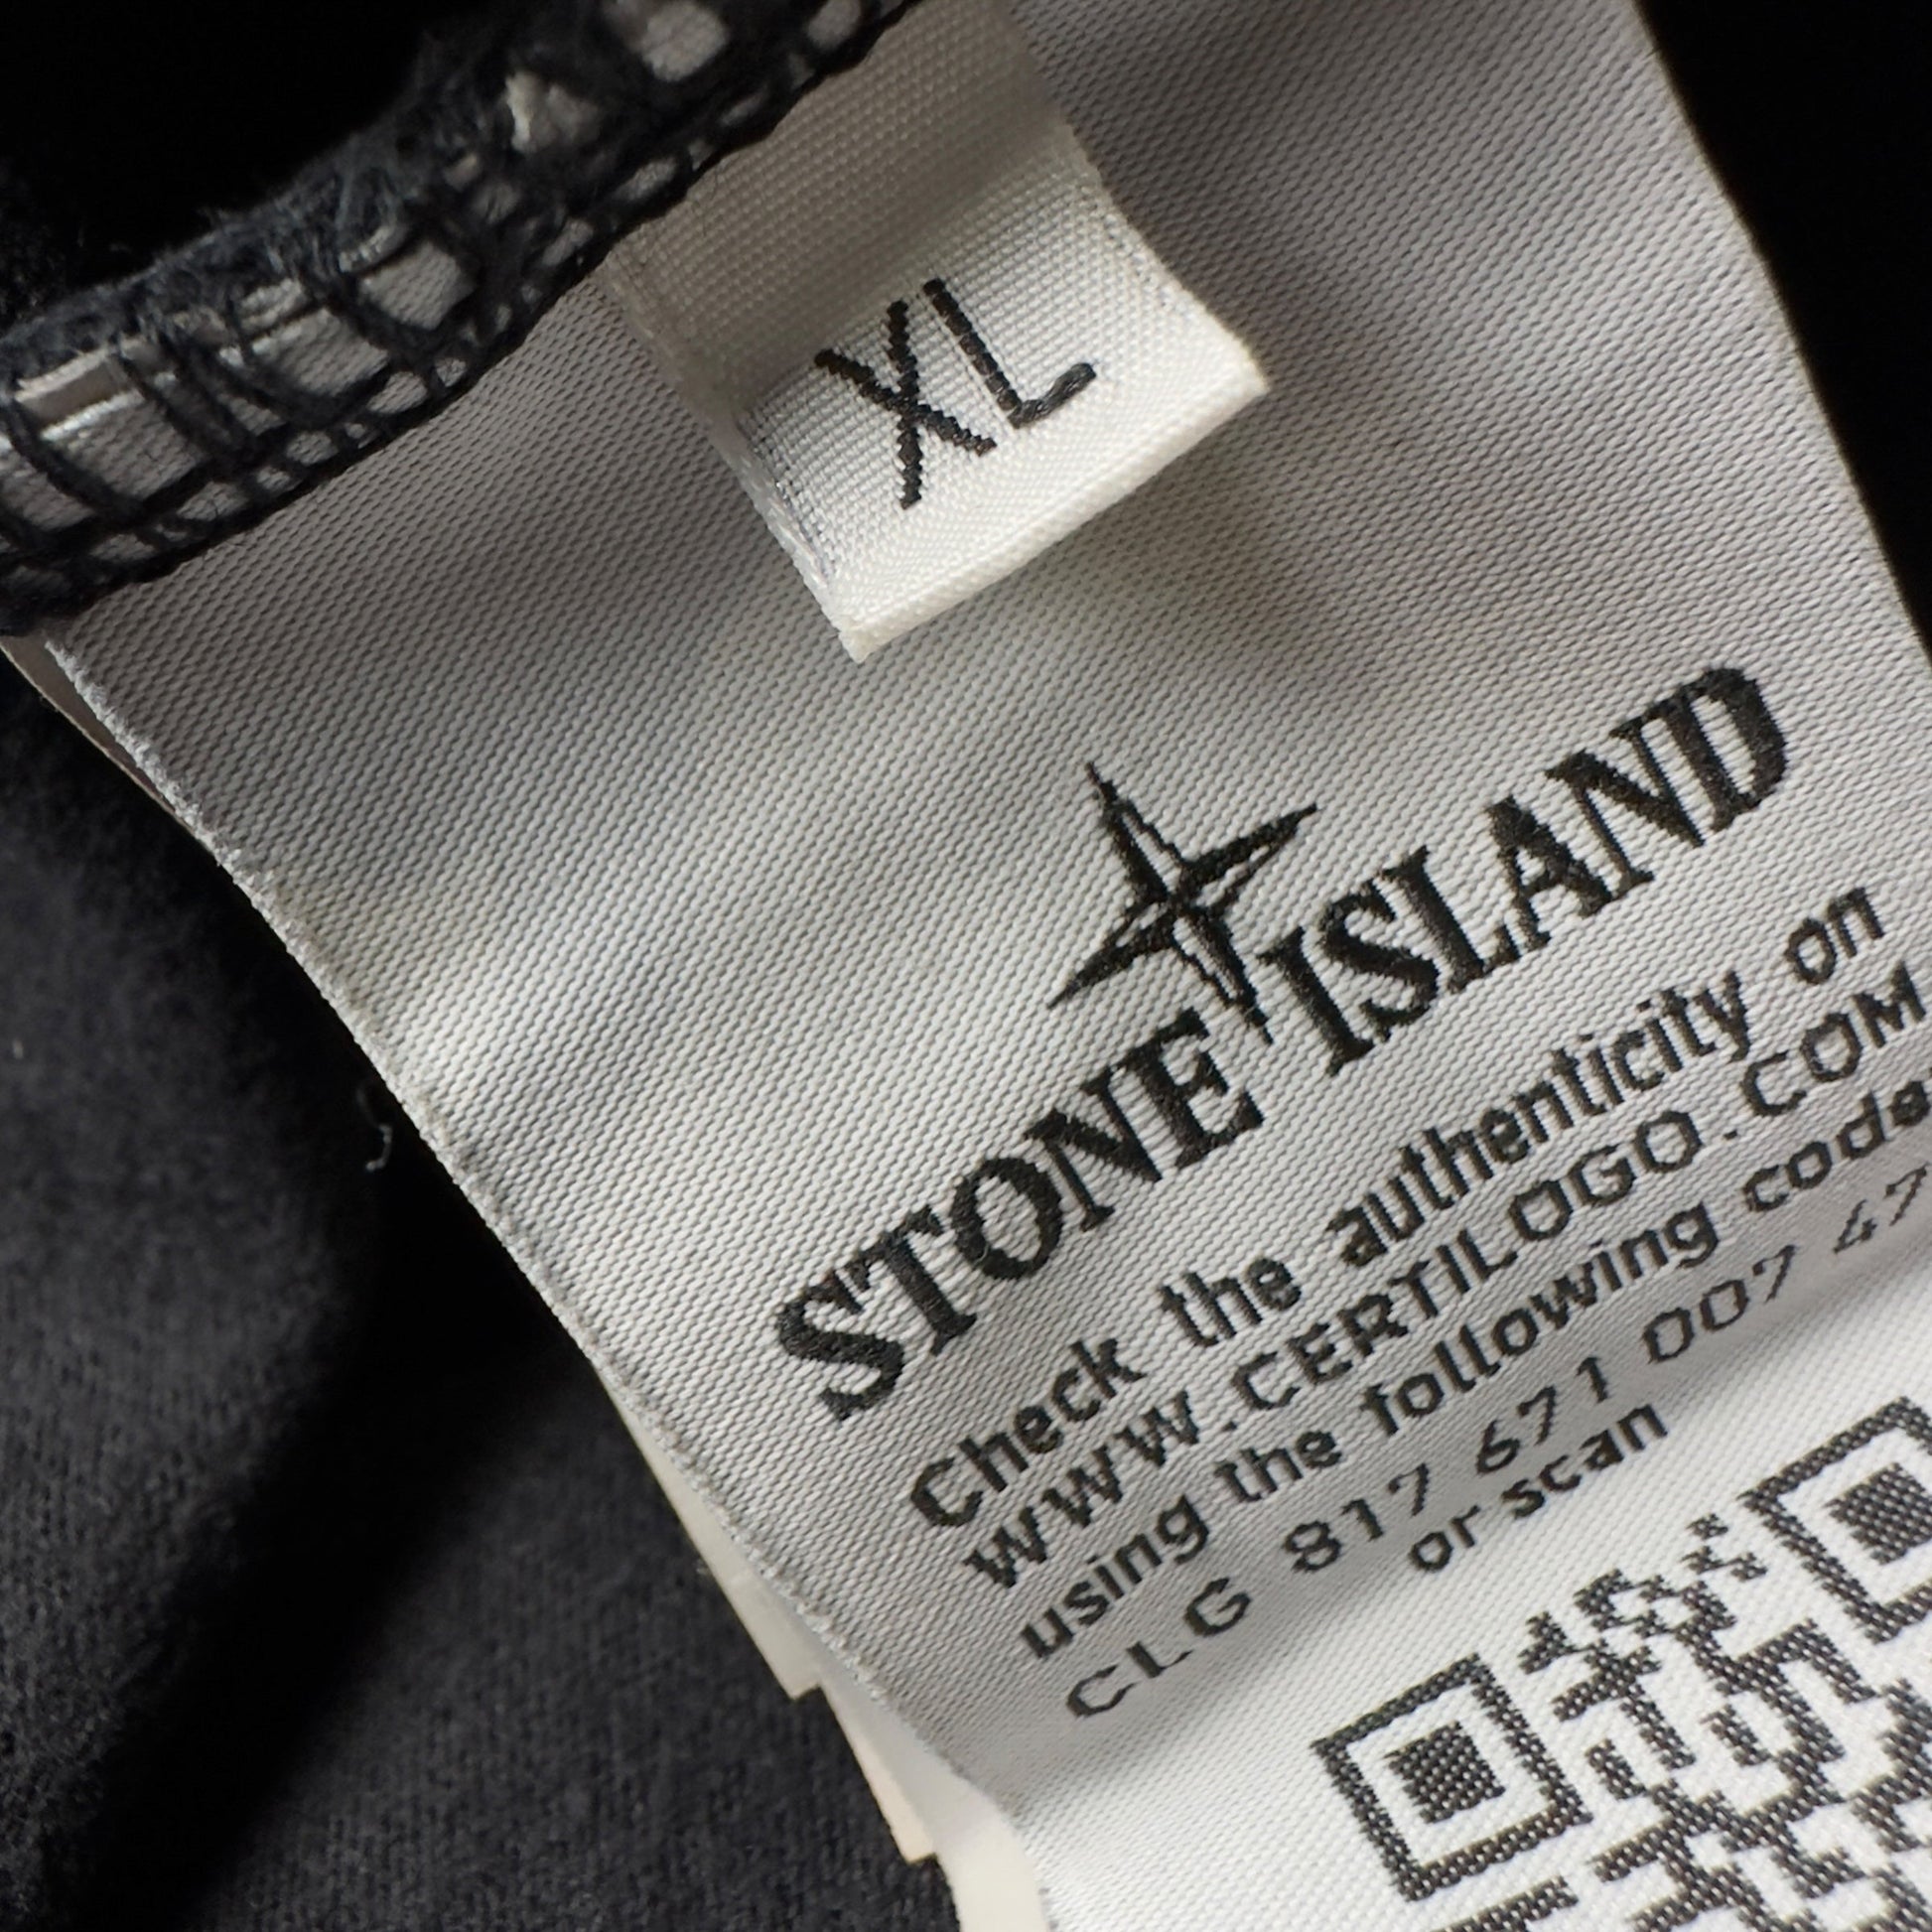 XL
STONE ISLAND
Check the authenticity on
WWW.CERTILOGO.COM
using the following code
CLG 817 671 007 47
or scan